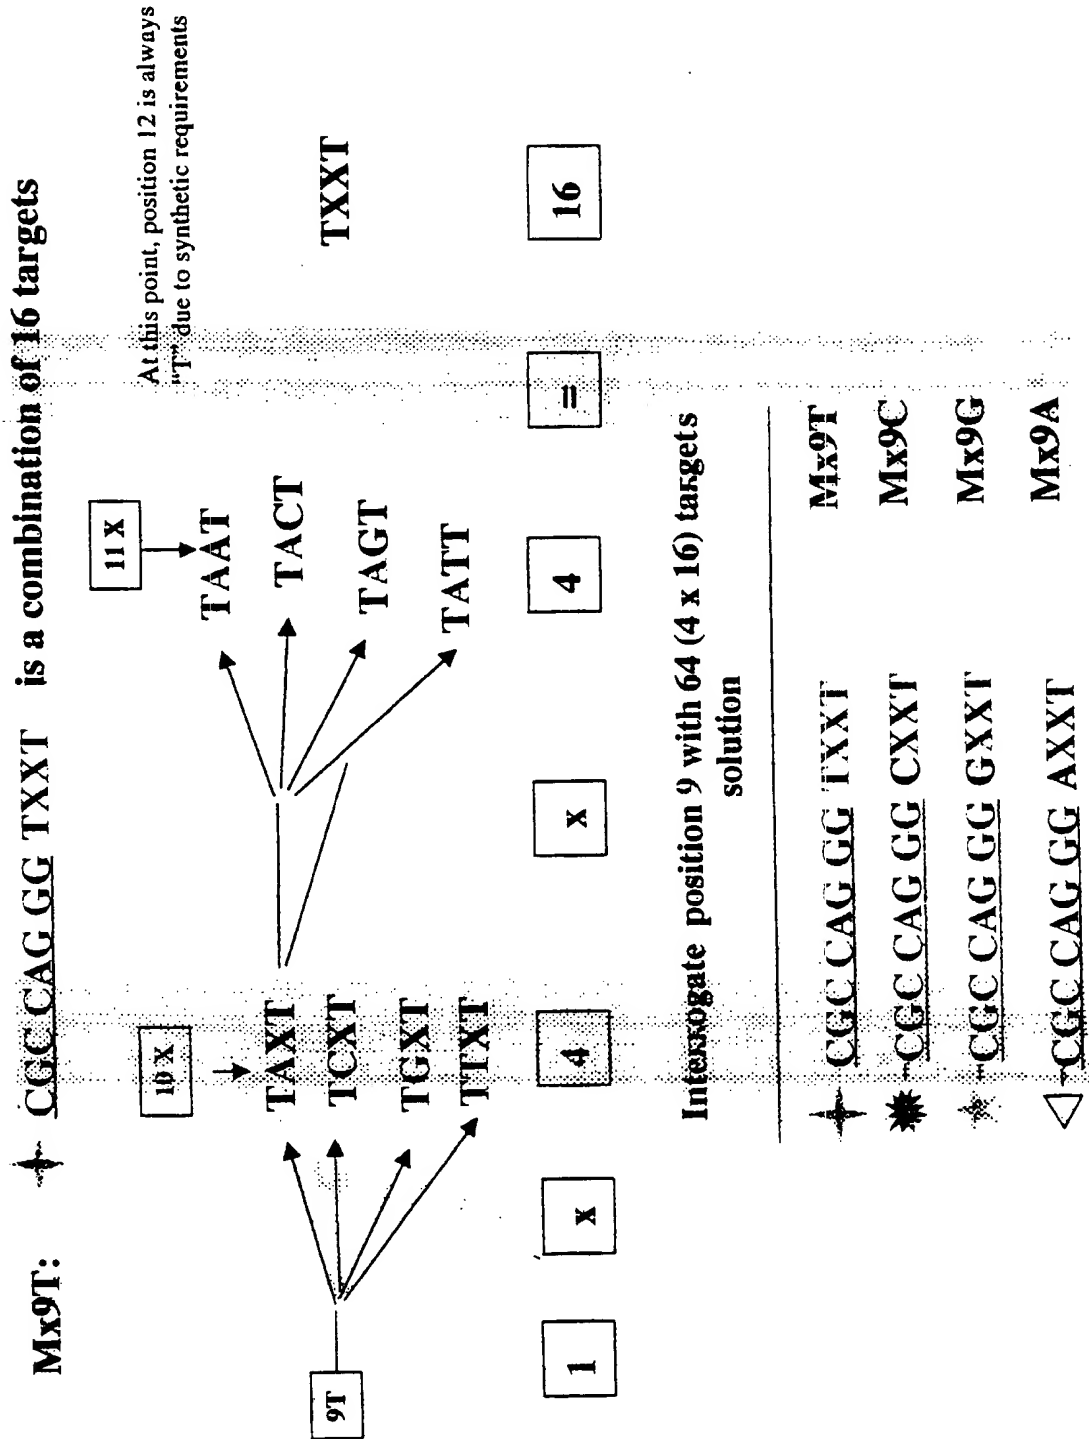 Mx9T: CGC CAG GG TXXT is a combination of 16 targets
At this point, position 12 is always
"T" due to synthetic requirements
10 X
11 X
9T
TAXT
TCXT
TGXT
TTXT
TAAT
TACT
TAGT
TATT
TXXT
1 x 4 x 4 = 16
Interrogate position 9 with 64 (4 x 16) targets
solution
CGC CAG GG TXXT Mx9T
CGC CAG GG CXXT Mx9C
CGC CAG GG GXXT Mx9G
CGC CAG GG AXXT Mx9A